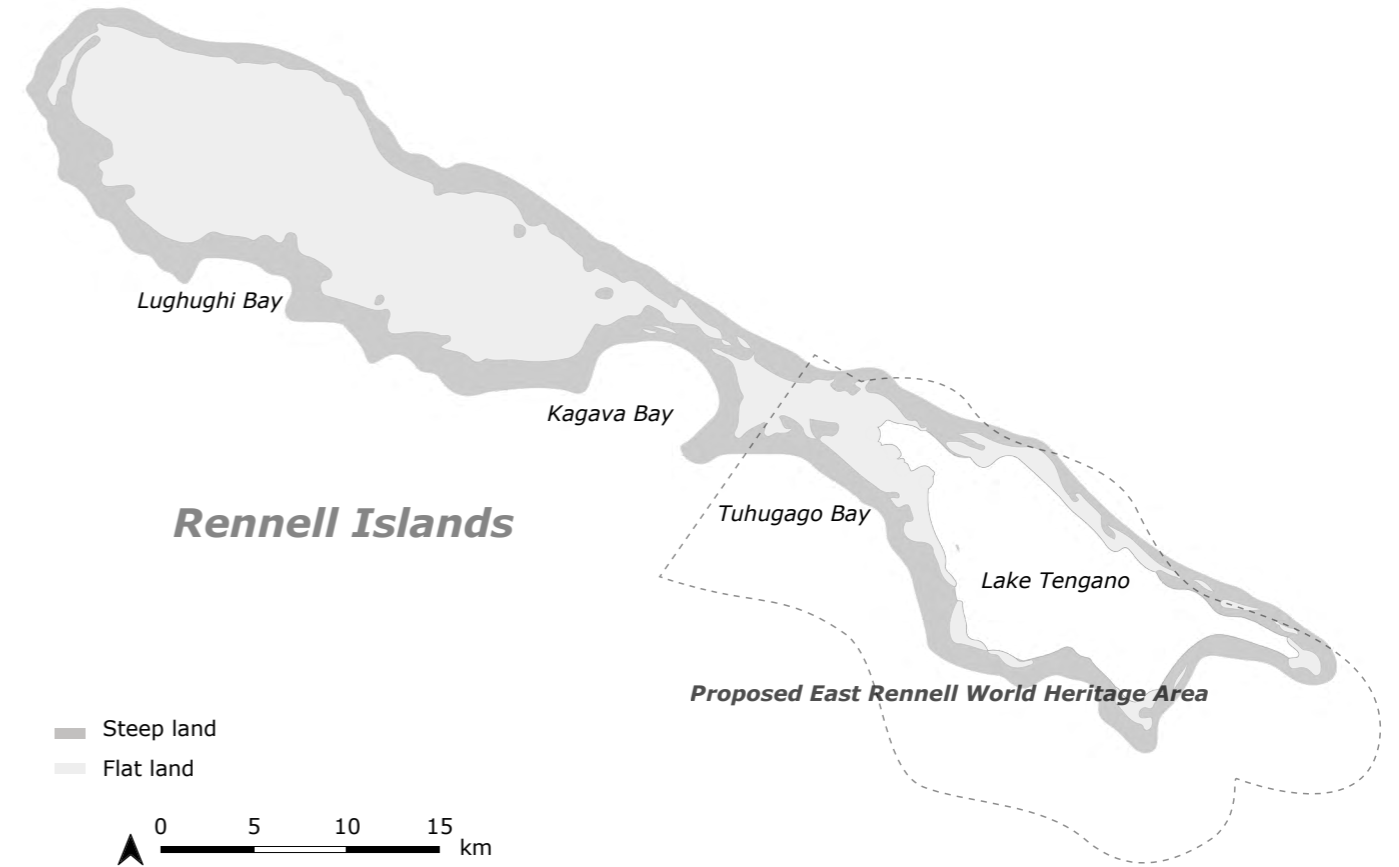 Lughughi Bay
Kagava Bay
Rennell Islands
Tuhugago Bay
Lake Tengano
Proposed East Rennell World Heritage Area
Steep land
Flat land
0 5 10 15
km